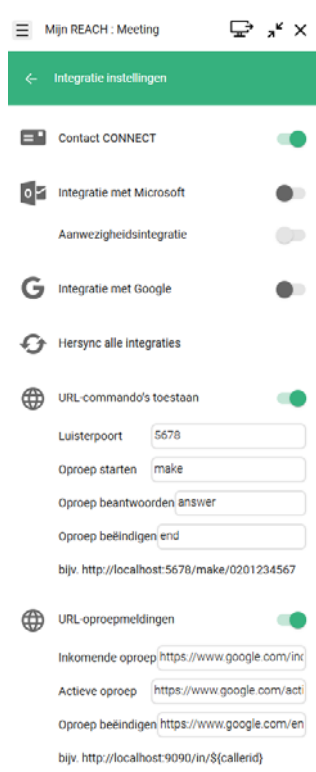 Mijn REACH : Meeting
Integratie instellingen
Contact CONNECT
Integratie met Microsoft
Aanwezigheidsintegratie
Integratie met Google
Hersync alle integraties
URL-commando's toestaan
Luisterpoort 5678
Oproep starten make
Oproep beantwoorden answer
Oproep beëindigen end
bijv. http://localhost:5678/make/0201234567
URL-oproepmeldingen
Inkomende oproep https://www.google.com/inc
Actieve oproep https://www.google.com/acti
Oproep beëindigen https://www.google.com/en
bijv. http://localhost:9090/in/${callerid}